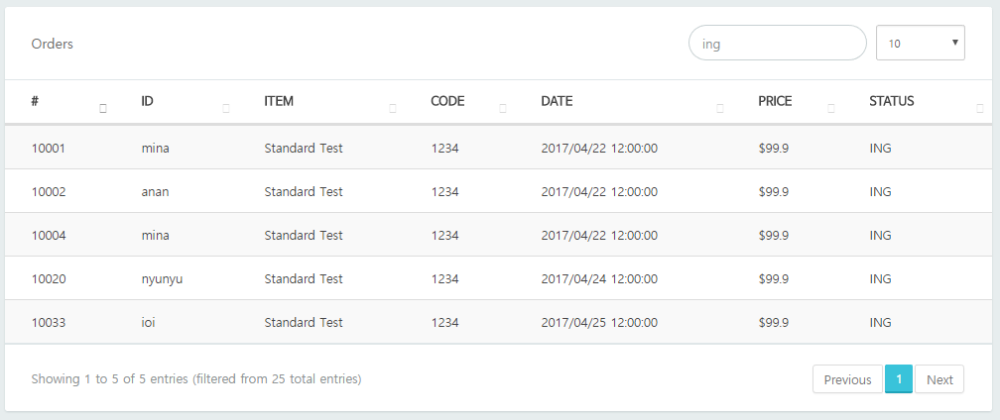 Orders ing 10
# ID ITEM CODE DATE PRICE STATUS
10001 mina Standard Test 1234 2017/04/22 12:00:00 $99.9 ING
10002 anan Standard Test 1234 2017/04/22 12:00:00 $99.9 ING
10004 mina Standard Test 1234 2017/04/22 12:00:00 $99.9 ING
10020 nyunyu Standard Test 1234 2017/04/24 12:00:00 $99.9 ING
10033 ioi Standard Test 1234 2017/04/25 12:00:00 $99.9 ING
Showing 1 to 5 of 5 entries (filtered from 25 total entries) Previous 1 Next